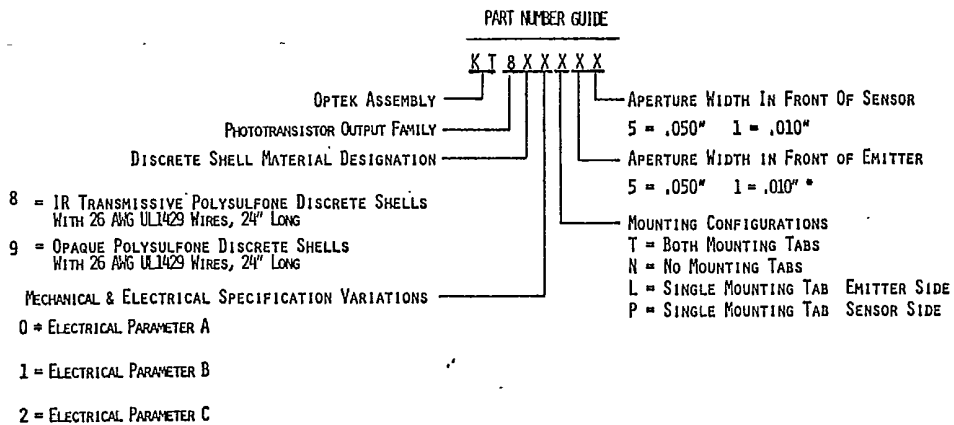 PART NUMBER GUIDE
K T 8 X X X X X
OPTEK ASSEMBLY
PHOTOTRANSISTOR OUTPUT FAMILY
DISCRETE SHELL MATERIAL DESIGNATION
8 = IR TRANSMISSIVE POLYSULFONE DISCRETE SHELLS
WITH 26 AWG UL1429 WIRES, 24" LONG
9 = OPAQUE POLYSULFONE DISCRETE SHELLS
WITH 26 AWG UL1429 WIRES, 24" LONG
MECHANICAL & ELECTRICAL SPECIFICATION VARIATIONS
0 = ELECTRICAL PARAMETER A
1 = ELECTRICAL PARAMETER B
2 = ELECTRICAL PARAMETER C
APERTURE WIDTH IN FRONT OF SENSOR
5 = .050" 1 = .010"
APERTURE WIDTH IN FRONT OF EMITTER
5 = .050" 1 = .010" *
MOUNTING CONFIGURATIONS
T = BOTH MOUNTING TABS
N = NO MOUNTING TABS
L = SINGLE MOUNTING TAB EMITTER SIDE
P = SINGLE MOUNTING TAB SENSOR SIDE